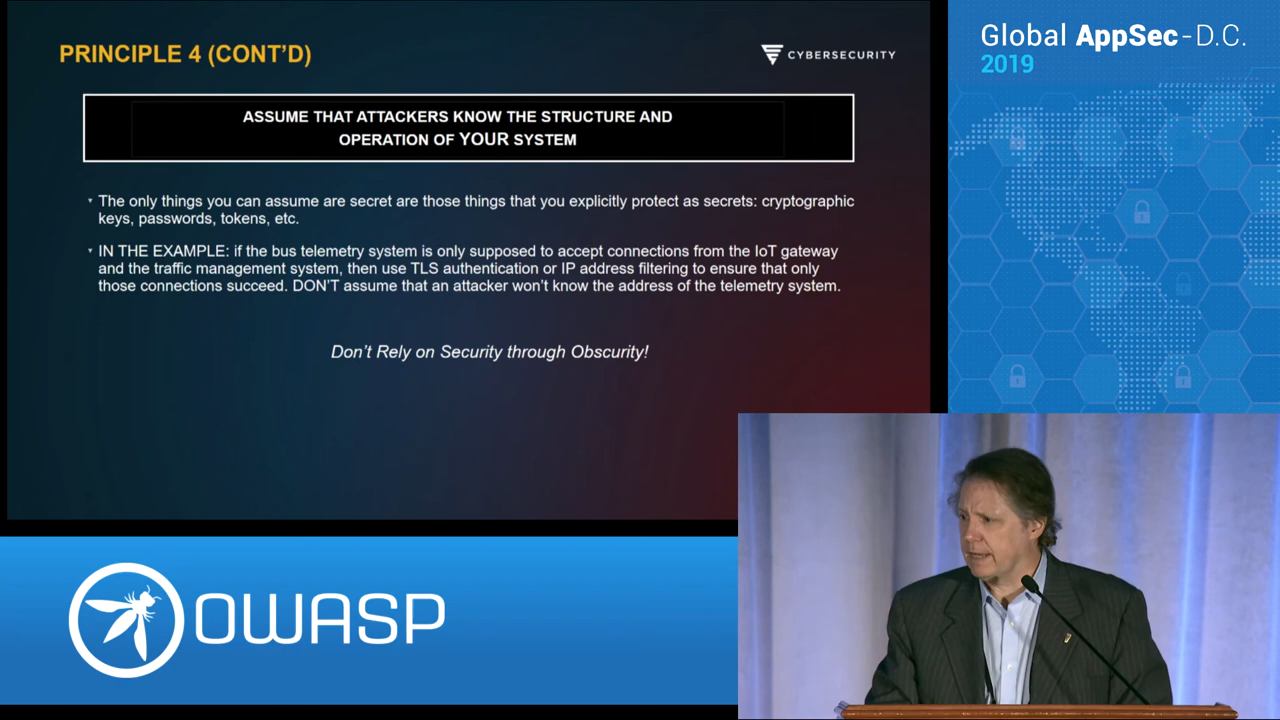 PRINCIPLE 4 (CONT’D)
CYBERSECURITY
ASSUME THAT ATTACKERS KNOW THE STRUCTURE AND
OPERATION OF YOUR SYSTEM
The only things you can assume are secret are those things that you explicitly protect as secrets: cryptographic
keys, passwords, tokens, etc.
IN THE EXAMPLE: if the bus telemetry system is only supposed to accept connections from the IoT gateway
and the traffic management system, then use TLS authentication or IP address filtering to ensure that only
those connections succeed. DON’T assume that an attacker won’t know the address of the telemetry system.
Don’t Rely on Security through Obscurity!
Global AppSec - D.C.
2019
OWASP